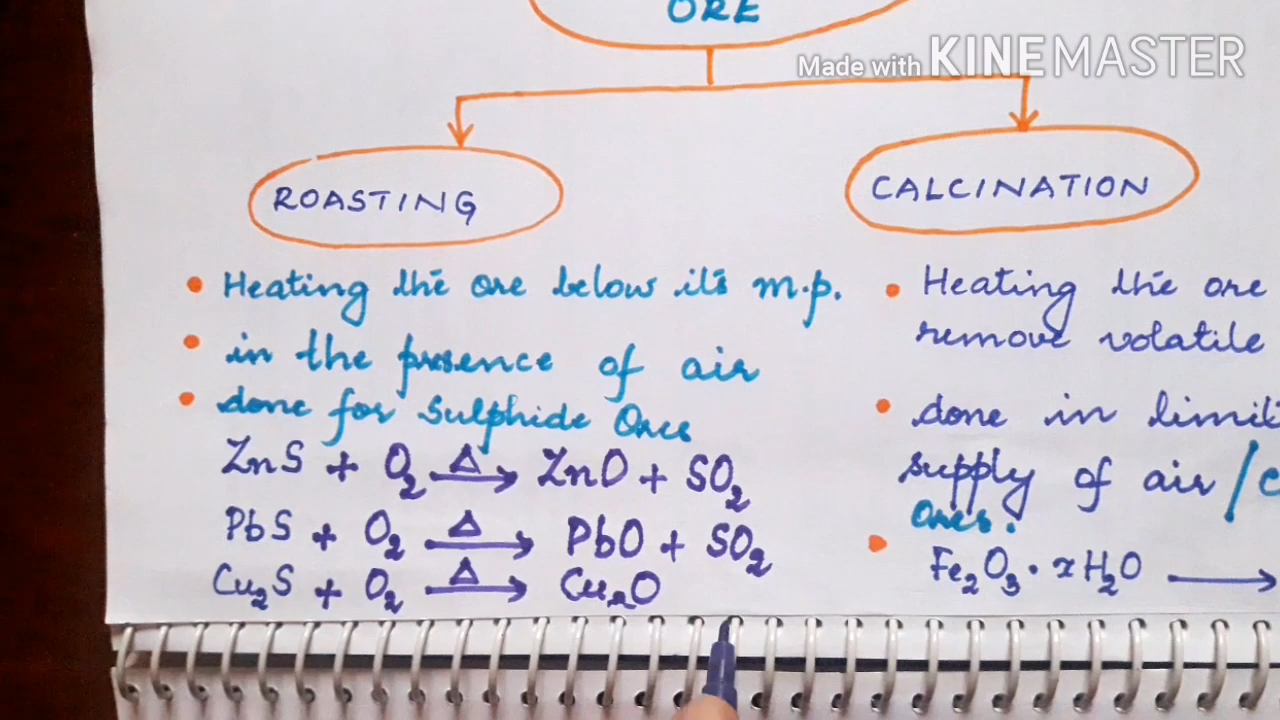 ORE
Made with KINEMASTER
ROASTING
CALCINATION
• Heating the ore below its m.p.
• in the presence of air
• done for Sulphide Ores
ZnS + O₂ Δ→ ZnO + SO₂
PbS + O₂ Δ→ PbO + SO₂
Cu₂S + O₂ Δ→ Cu₂O
• Heating the ore
remove volatile
• done in limit
supply of air / C
ores.
• Fe₂O₃·xH₂O →